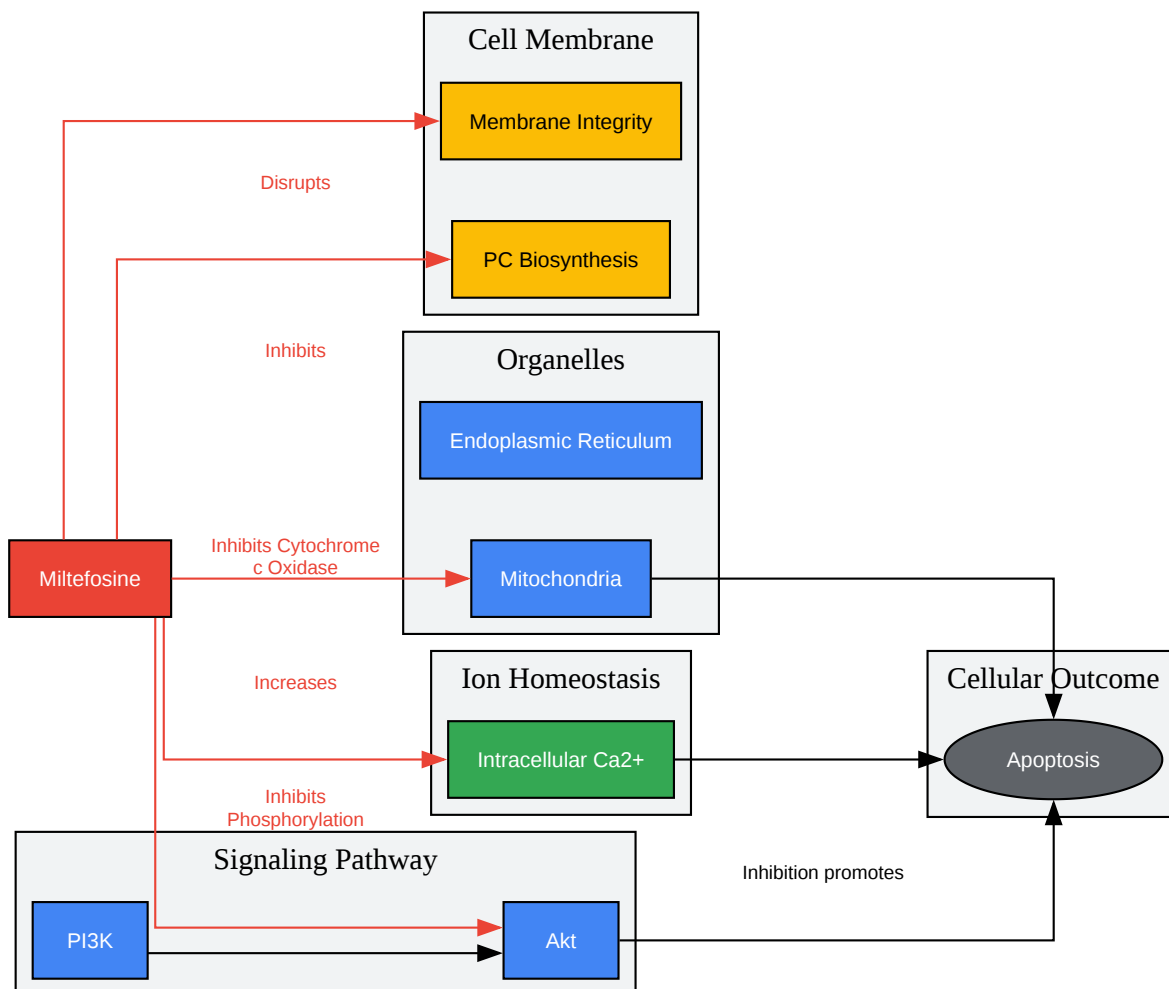 Cell Membrane
Membrane Integrity
Disrupts
PC Biosynthesis
Inhibits
Organelles
Endoplasmic Reticulum
Miltefosine
Inhibits Cytochrome
c Oxidase
Mitochondria
Increases
Ion Homeostasis
Intracellular Ca2+
Cellular Outcome
Apoptosis
Inhibits
Phosphorylation
Signaling Pathway
PI3K
Akt
Inhibition promotes